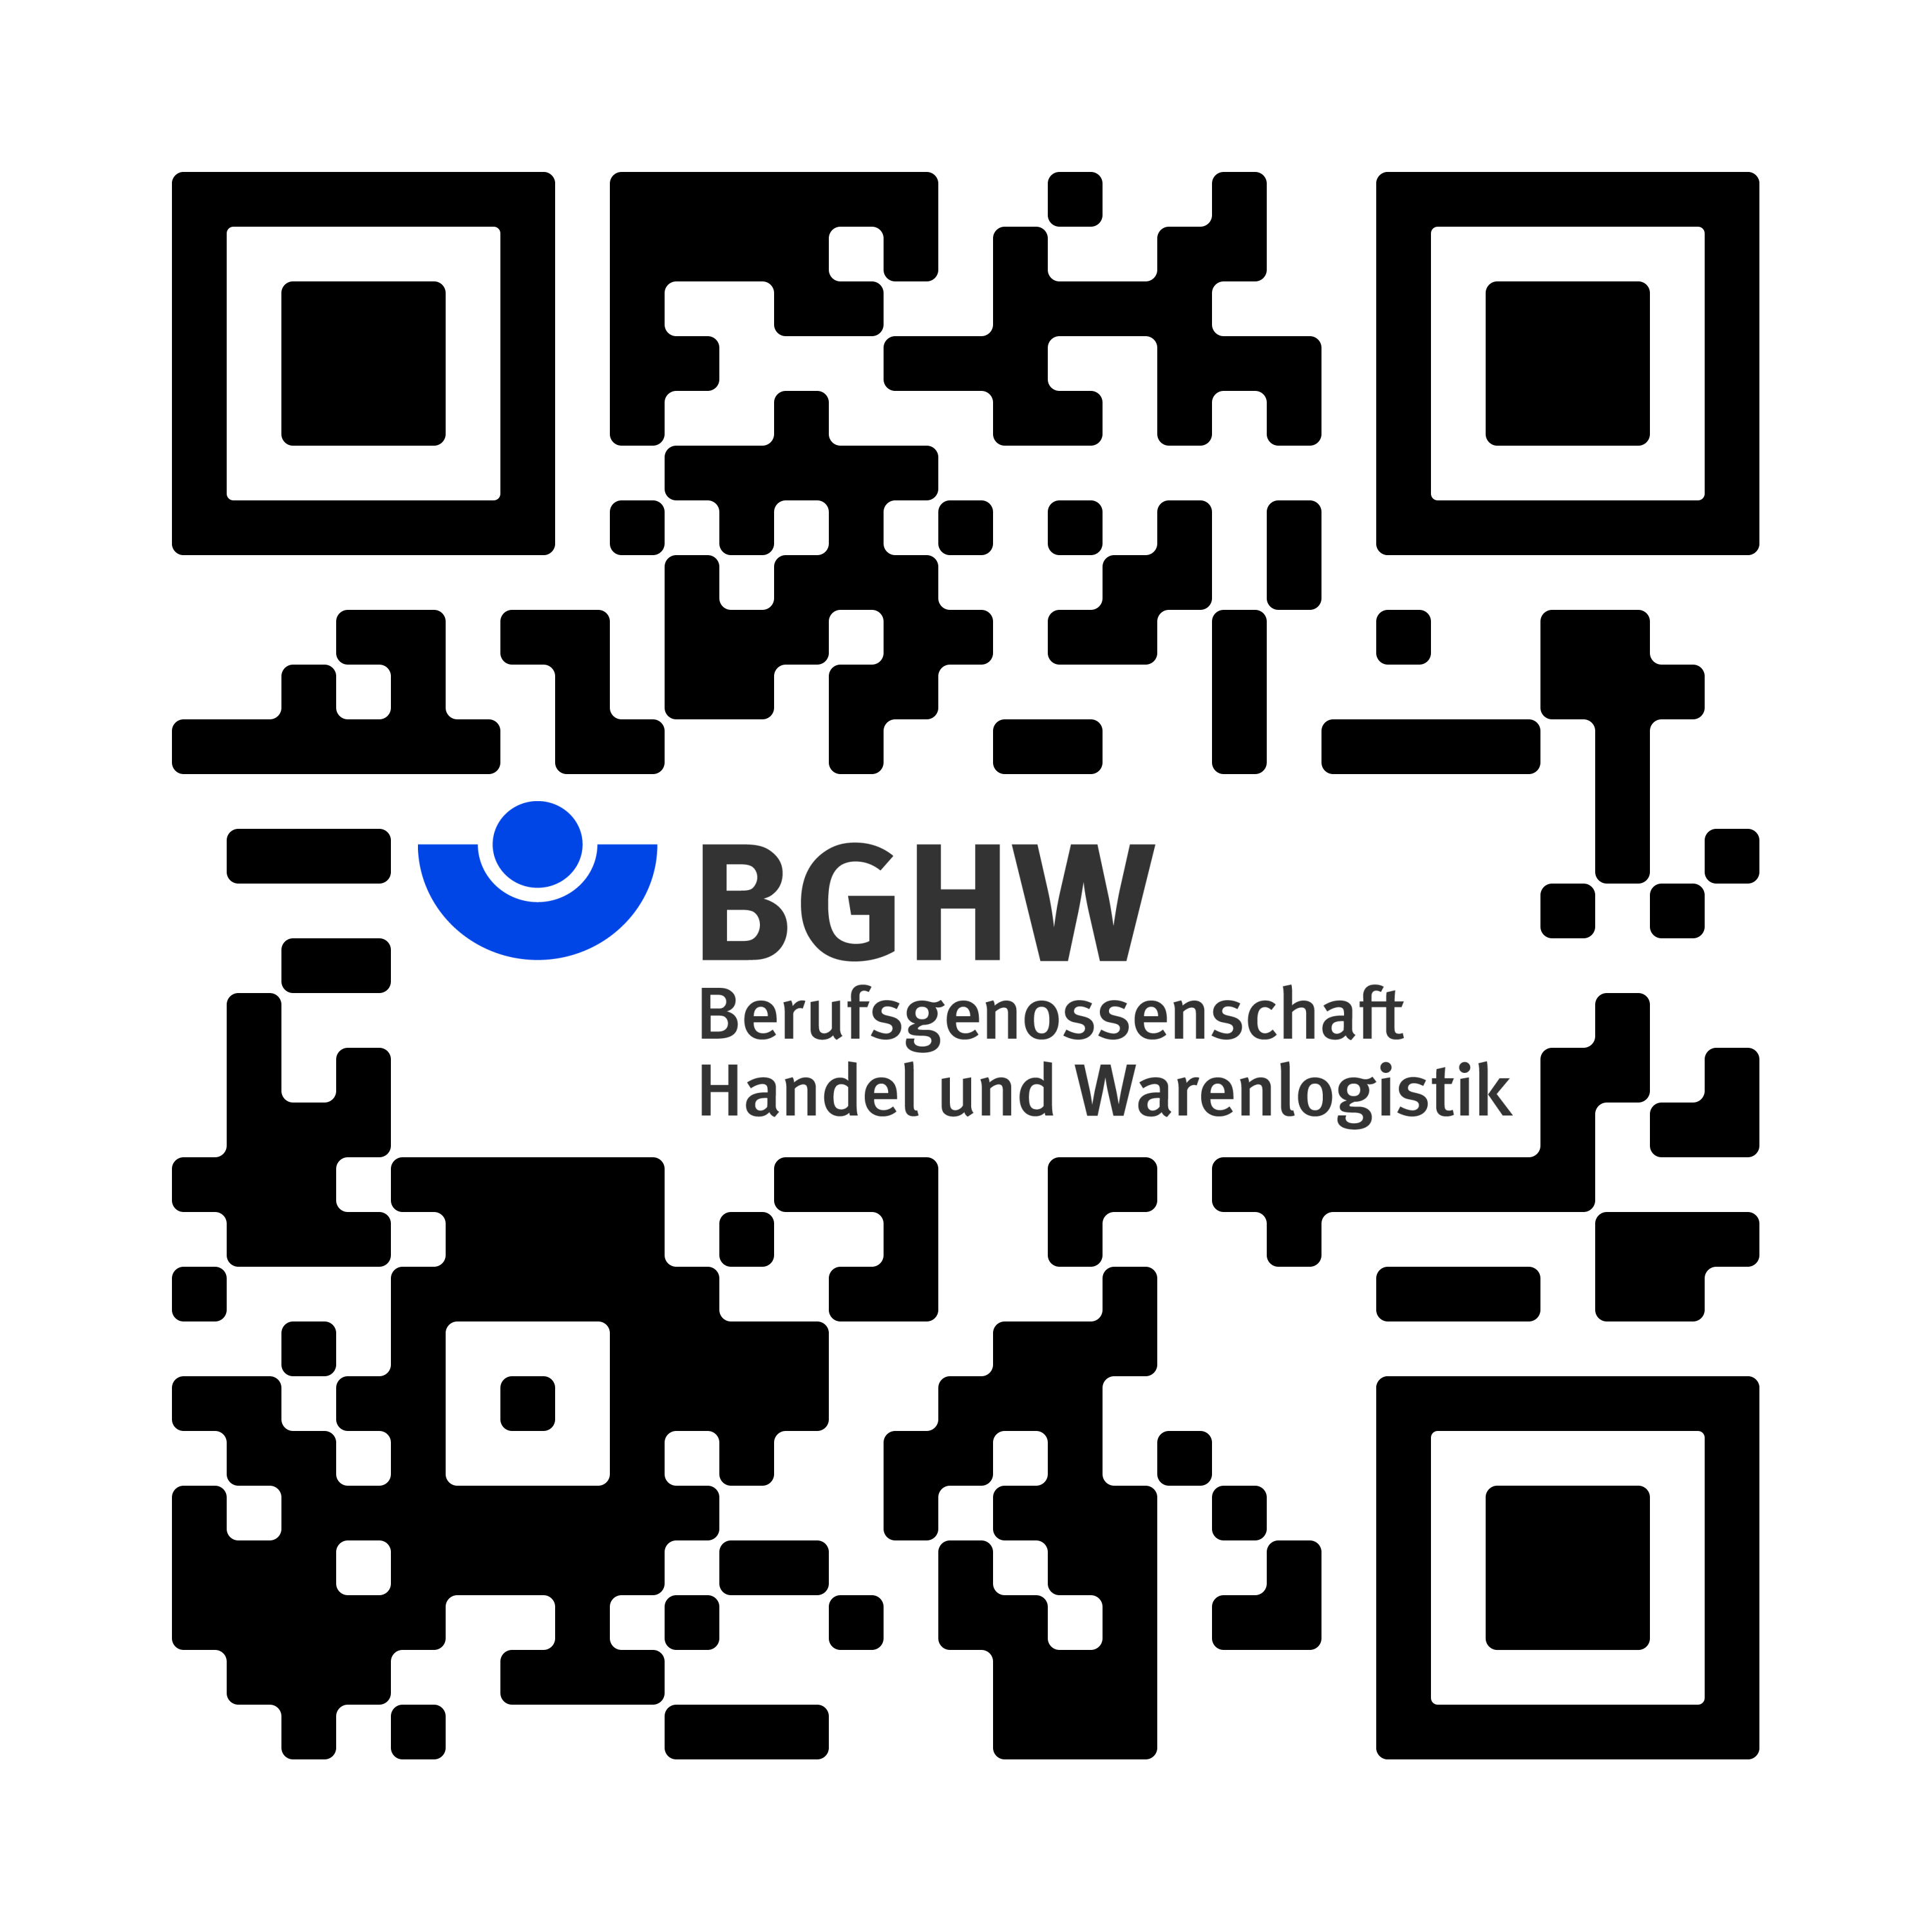 BGHW
Berufsgenossenschaft
Handel und Warenlogistik